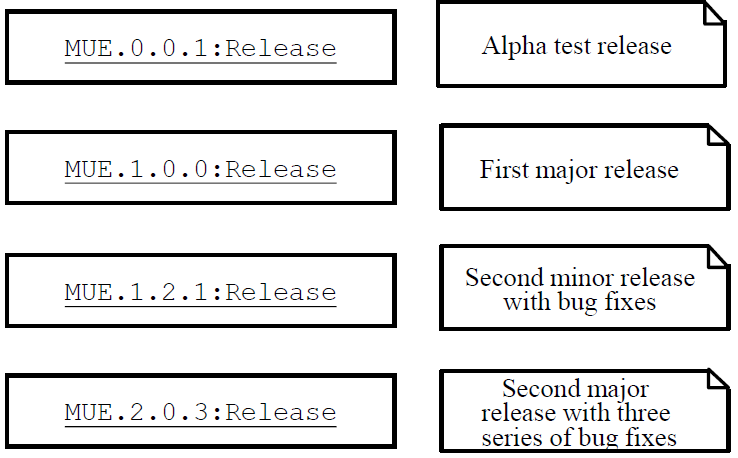 MUE.0.0.1:Release
Alpha test release
MUE.1.0.0:Release
First major release
MUE.1.2.1:Release
Second minor release
with bug fixes
MUE.2.0.3:Release
Second major
release with three
series of bug fixes